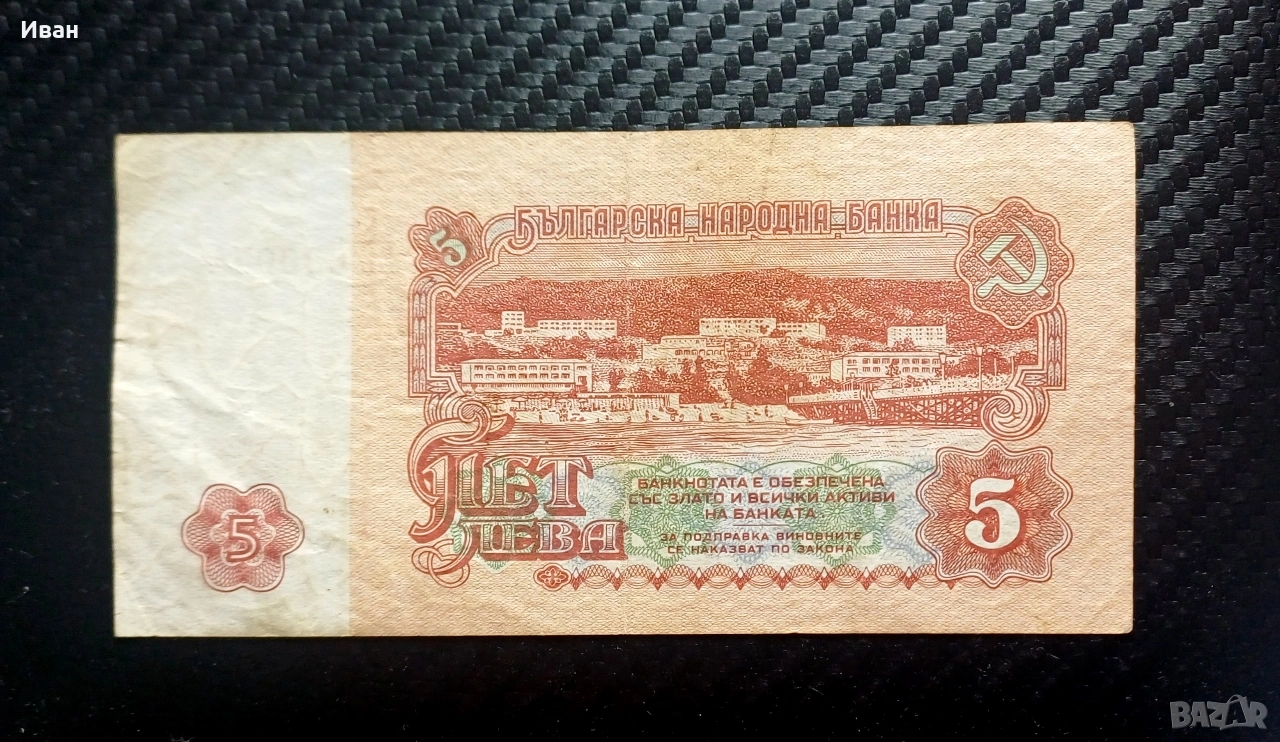 Иван
5
БЪЛГАРСКА НАРОДНА БАНКА
ПЕТ
ЛЕВА
БАНКНОТАТА Е ОБЕЗПЕЧЕНА
СЪС ЗЛАТО И ВСИЧКИ АКТИВИ
НА БАНКАТА
ЗА ПОДПРАВКА ВИНОВНИТЕ
СЕ НАКАЗВАТ ПО ЗАКОНА
5
5
BAZAR